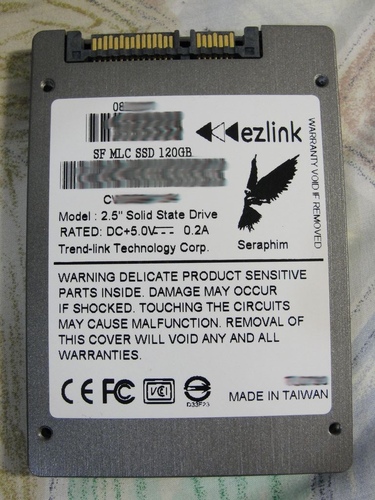 08
ezlink
SF MLC SSD 120GB
WARRANTY VOID IF REMOVED
Model : 2.5" Solid State Drive
RATED: DC+5.0V 0.2A
Trend-link Technology Corp.
Seraphim
WARNING DELICATE PRODUCT SENSITIVE
PARTS INSIDE. DAMAGE MAY OCCUR
IF SHOCKED. TOUCHING THE CIRCUITS
MAY CAUSE MALFUNCTION. REMOVAL OF
THIS COVER WILL VOID ANY AND ALL
WARRANTIES.
CE FC VCI
MADE IN TAIWAN